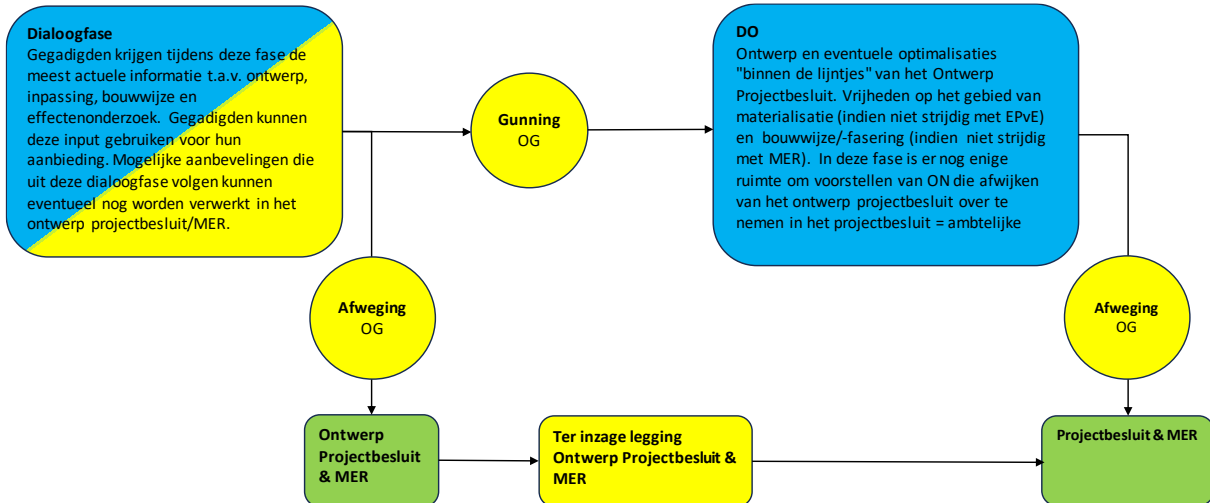 Dialoogfase
Gegadigden krijgen tijdens deze fase de
meest actuele informatie t.a.v. ontwerp,
inpassing, bouwwijze en
effectenonderzoek. Gegadigden kunnen
deze input gebruiken voor hun
aanbieding. Mogelijke aanbevelingen die
uit deze dialoogfase volgen kunnen
eventueel nog worden verwerkt in het
ontwerp projectbesluit/MER.
Gunning
OG
DO
Ontwerp en eventuele optimalisaties
"binnen de lijntjes" van het Ontwerp
Projectbesluit. Vrijheden op het gebied van
materialisatie (indien niet strijdig met EPvE)
en bouwwijze/-fasering (indien niet strijdig
met MER). In deze fase is er nog enige
ruimte om voorstellen van ON die afwijken
van het ontwerp projectbesluit over te
nemen in het projectbesluit = ambtelijke
Afweging
OG
Afweging
OG
Ontwerp
Projectbesluit
& MER
Ter inzage legging
Ontwerp Projectbesluit &
MER
Projectbesluit & MER